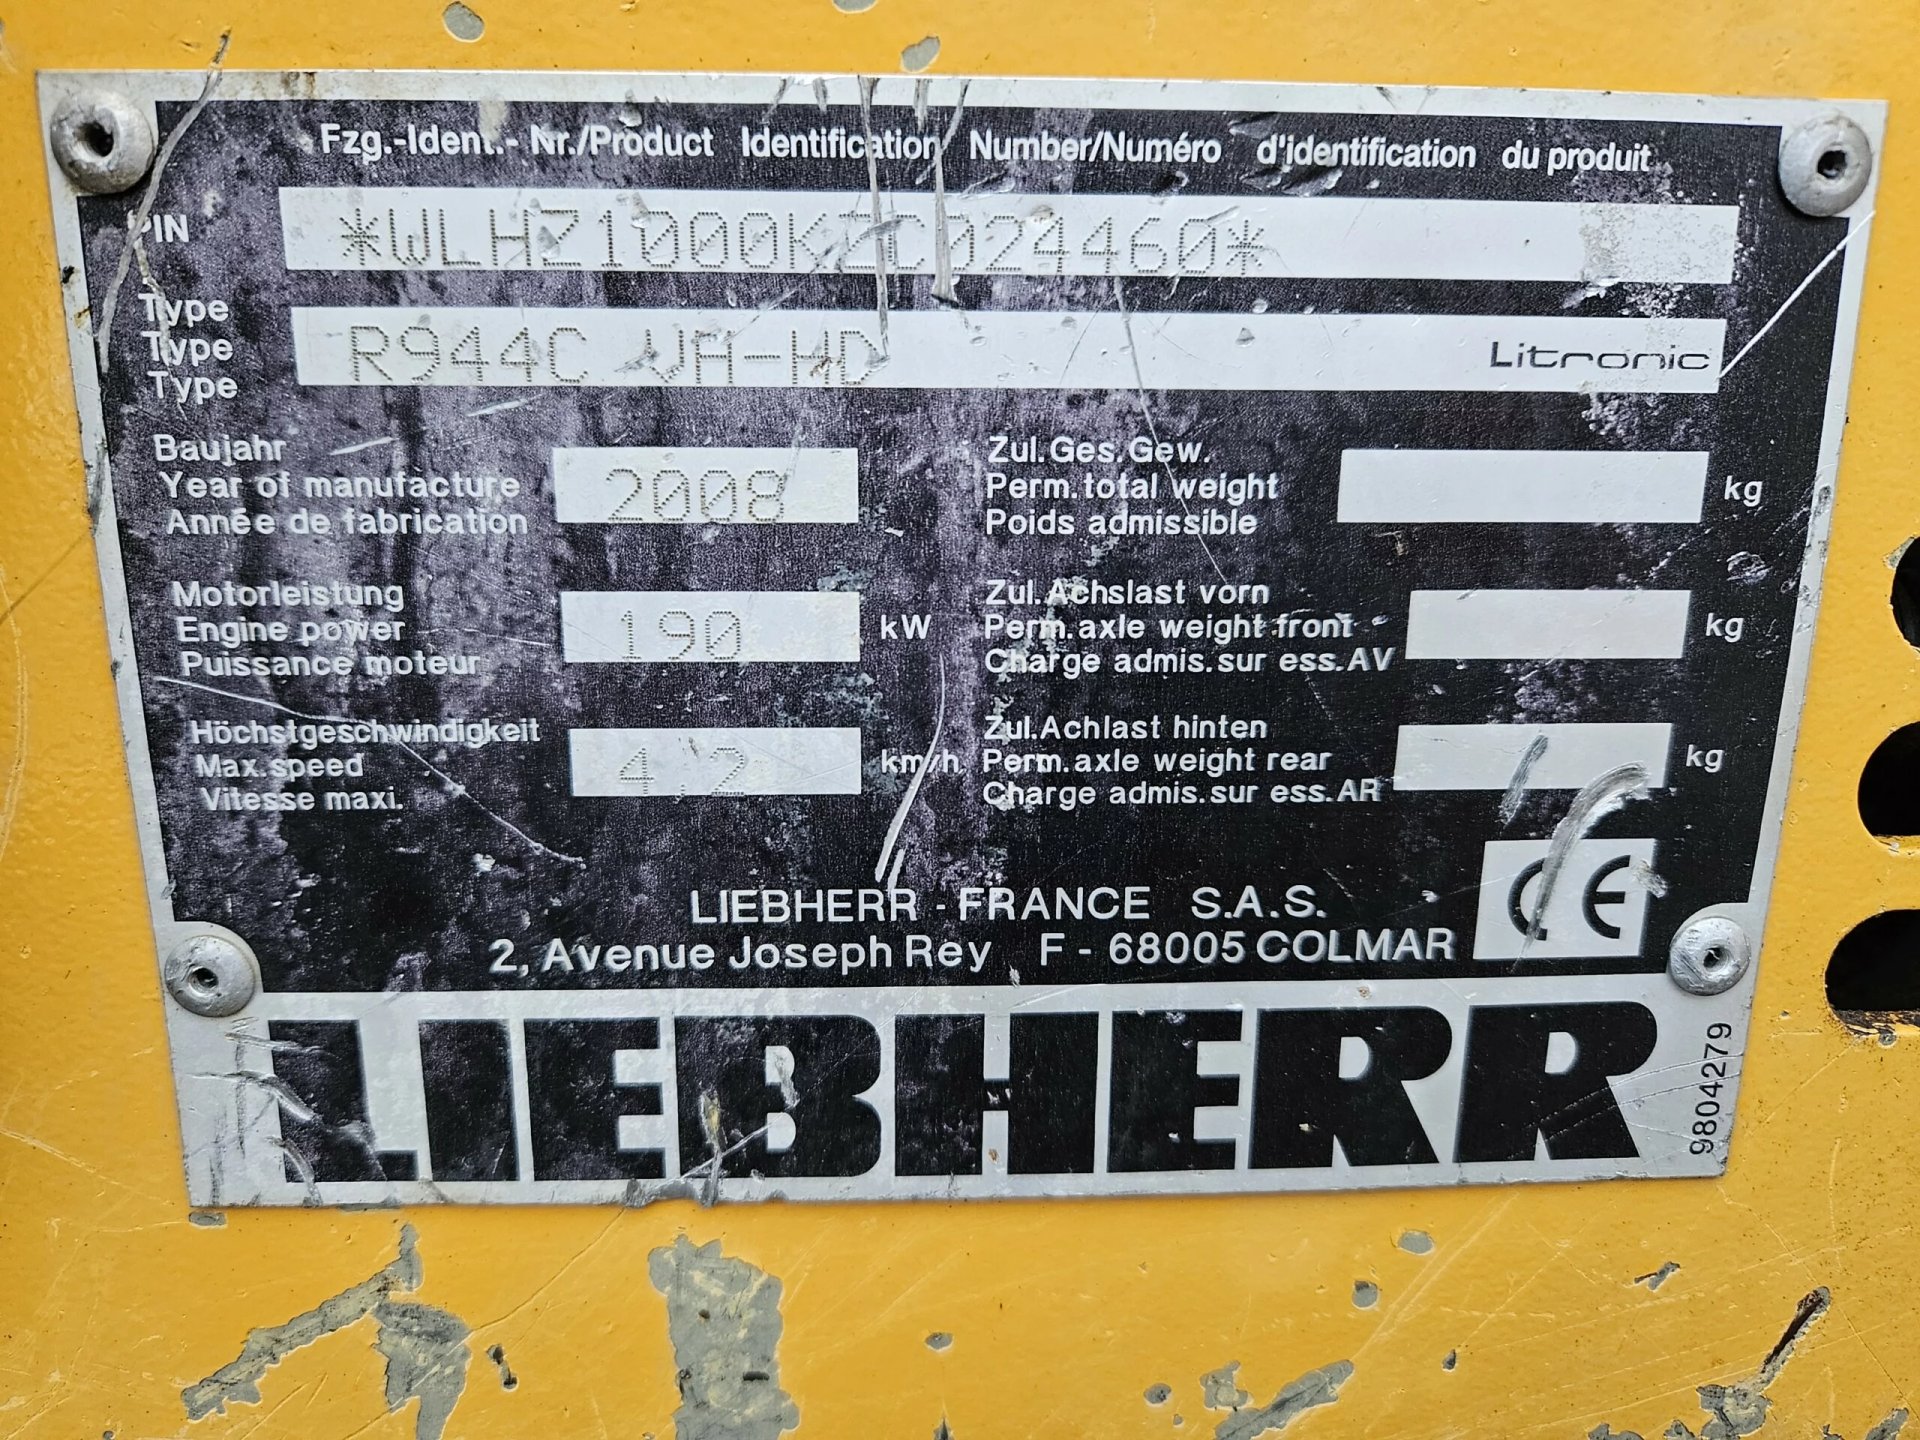 Fzg.-Ident.- Nr./Product Identification Number/Numéro d'identification du produit
PIN *WLHZ1000KZC024460*
Type
Type R944C VH-HD Litronic
Type
Baujahr
Year of manufacture 2008
Année de fabrication
Zul.Ges.Gew.
Perm.total weight kg
Poids admissible
Motorleistung
Engine power 190 kW
Puissance moteur
Zul.Achslast vorn
Perm.axle weight front kg
Charge admis.sur ess.AV
Höchstgeschwindigkeit
Max.speed 4,2 km/h
Vitesse maxi.
Zul.Achlast hinten
Perm.axle weight rear kg
Charge admis.sur ess.AR
CE
LIEBHERR - FRANCE S.A.S.
2, Avenue Joseph Rey F - 68005 COLMAR
LIEBHERR
9804279